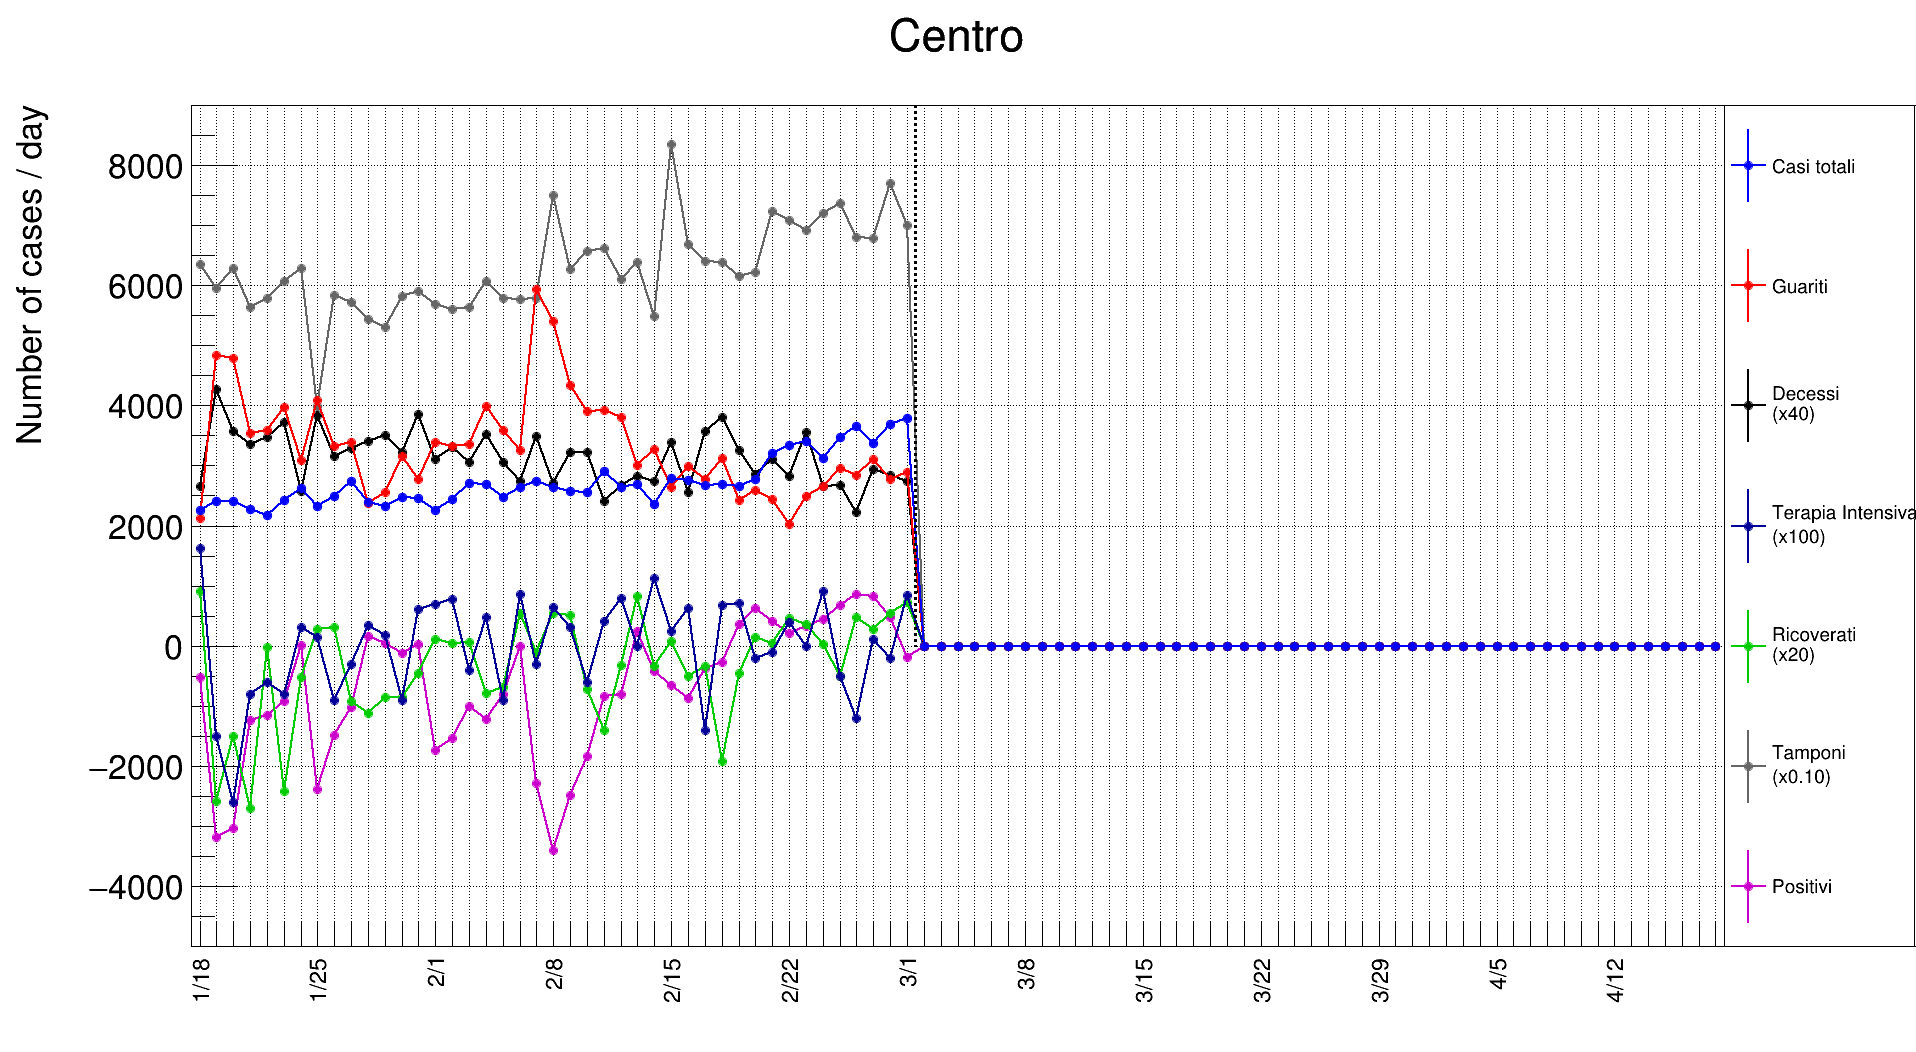 Centro
Number of cases / day
8000
6000
4000
2000
0
−2000
−4000
1/18
1/25
2/1
2/8
2/15
2/22
3/1
3/8
3/15
3/22
3/29
4/5
4/12
Casi totali
Guariti
Decessi
(x40)
Terapia Intensiva
(x100)
Ricoverati
(x20)
Tamponi
(x0.10)
Positivi